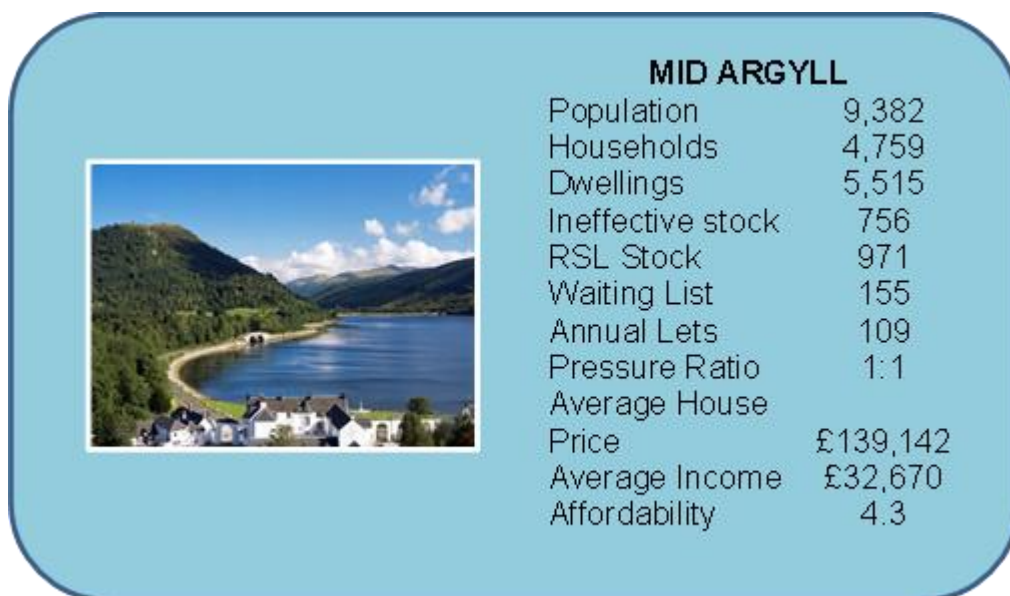 MID ARGYLL
Population 9,382
Households 4,759
Dwellings 5,515
Ineffective stock 756
RSL Stock 971
Waiting List 155
Annual Lets 109
Pressure Ratio 1:1
Average House
Price £139,142
Average Income £32,670
Affordability 4.3